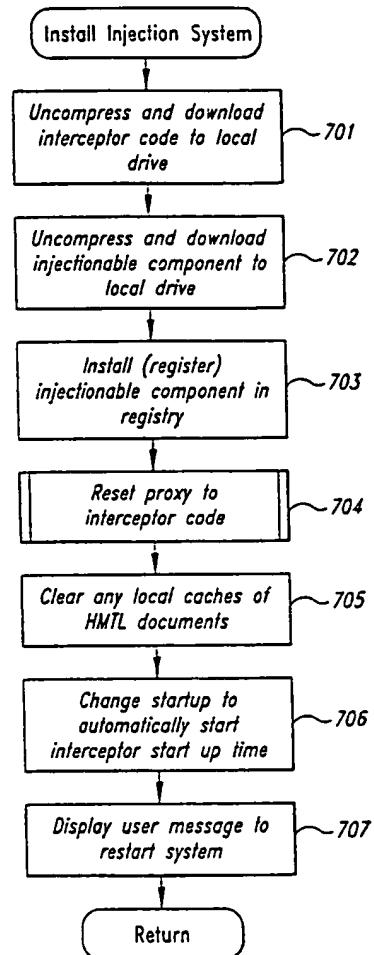 Install Injection System
Uncompress and download
interceptor code to local
drive
701
Uncompress and download
injectionable component to
local drive
702
Install (register)
injectionable component in
registry
703
Reset proxy to
interceptor code
704
Clear any local caches of
HMTL documents
705
Change startup to
automatically start
interceptor start up time
706
Display user message to
restart system
707
Return